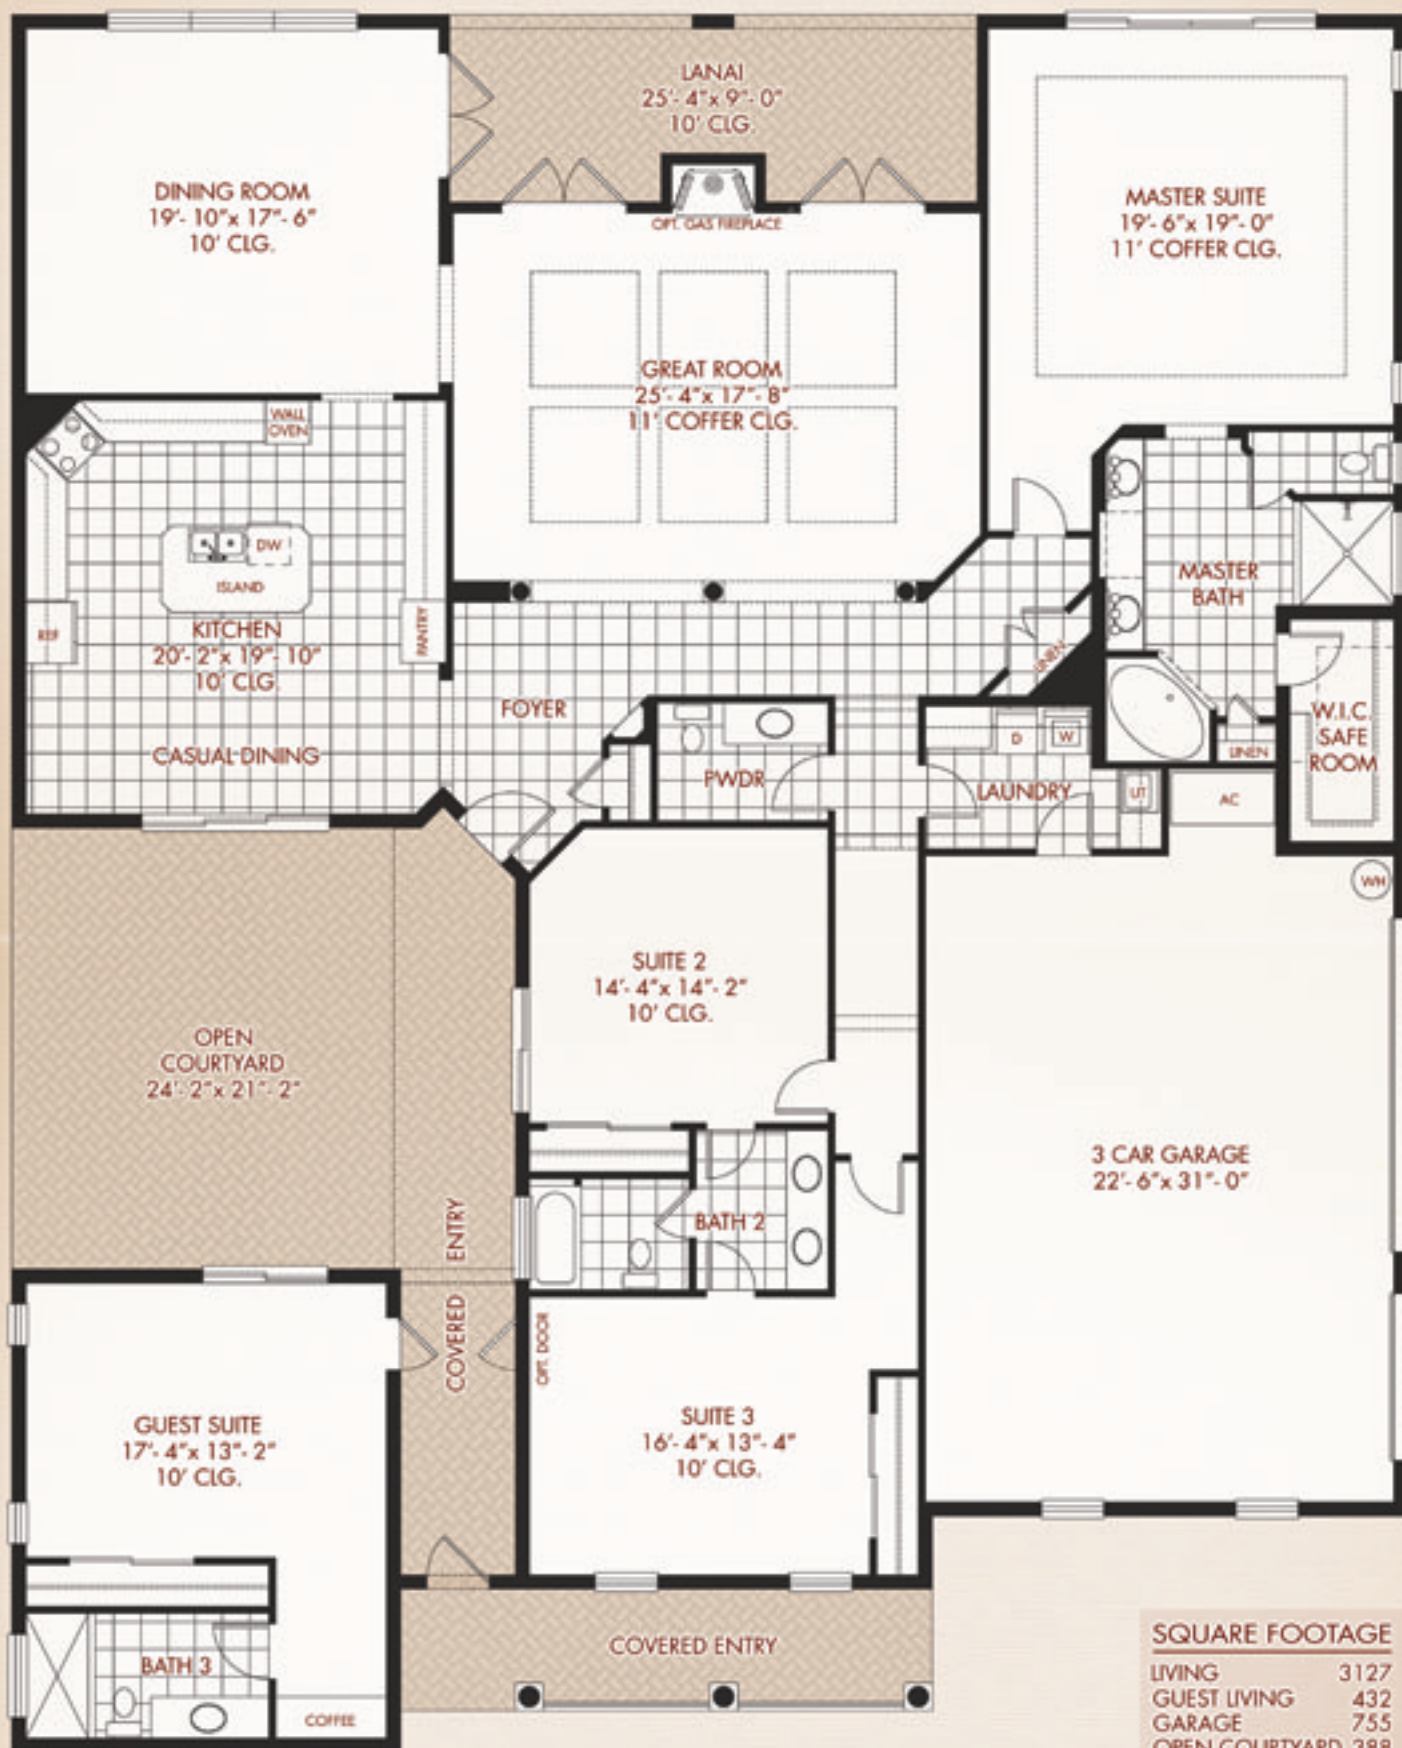 LANAI
25'- 4"x 9"- 0"
10' CLG.
DINING ROOM
19'- 10"x 17"- 6"
10' CLG.
MASTER SUITE
19'- 6"x 19"- 0"
11' COFFER CLG.
OPT. GAS FIREPLACE
GREAT ROOM
25'- 4"x 17"- 8"
11' COFFER CLG.
WALL
OVEN
DW
ISLAND
REF
PANTRY
KITCHEN
20'- 2"x 19"- 10"
10' CLG.
CASUAL DINING
FOYER
LINEN
MASTER
BATH
W.I.C.
SAFE
ROOM
LINEN
D
W
PWDR
LAUNDRY
UT
AC
WH
SUITE 2
14'- 4"x 14"- 2"
10' CLG.
OPEN
COURTYARD
24'- 2"x 21"- 2"
3 CAR GARAGE
22'- 6"x 31"- 0"
BATH 2
COVERED ENTRY
OPT. DOOR
GUEST SUITE
17'- 4"x 13"- 2"
10' CLG.
SUITE 3
16'- 4"x 13"- 4"
10' CLG.
BATH 3
COFFEE
COVERED ENTRY
SQUARE FOOTAGE
LIVING 3127
GUEST LIVING 432
GARAGE 755
OPEN COURTYARD 388